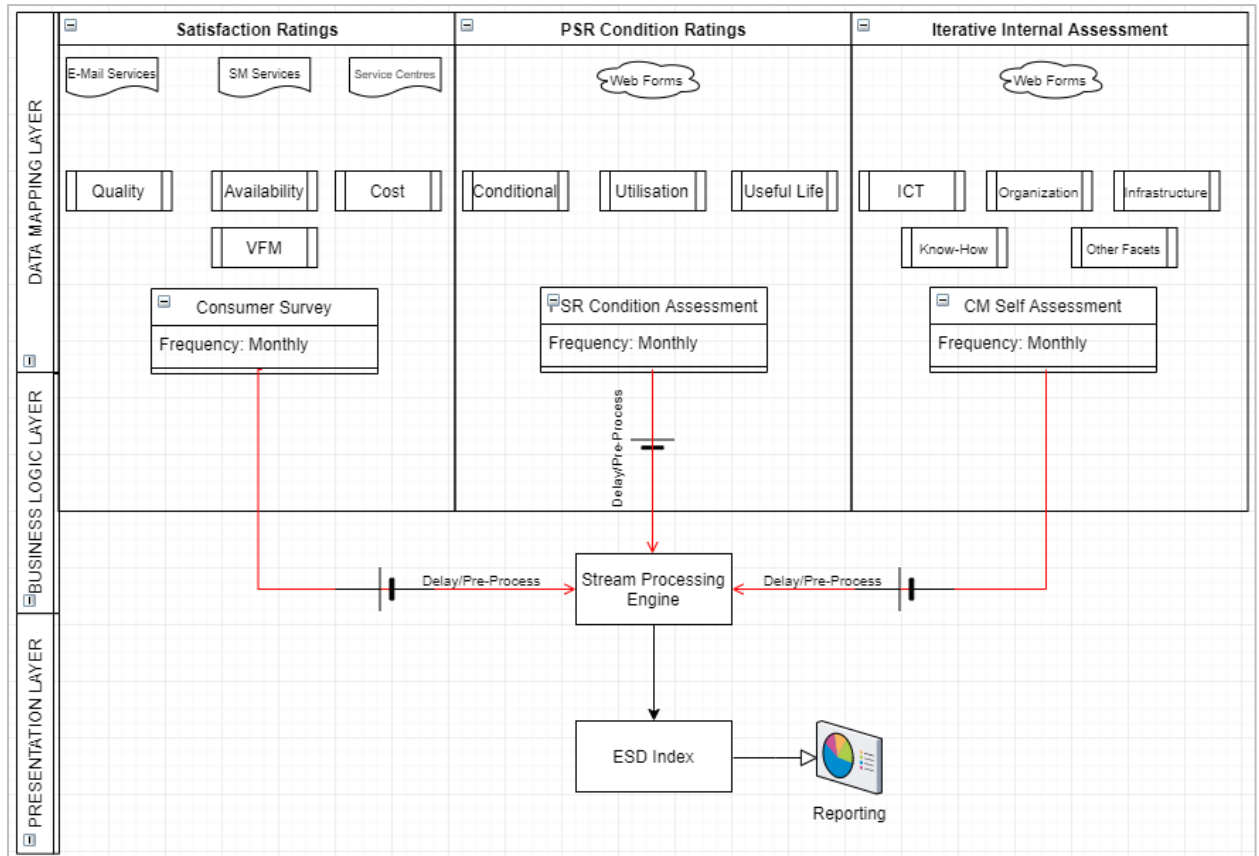 Satisfaction Ratings
PSR Condition Ratings
Iterative Internal Assessment
E-Mail Services
SM Services
Service Centres
Web Forms
Web Forms
DATA MAPPING LAYER
Quality
Availability
Cost
Conditional
Utilisation
Useful Life
ICT
Organization
Infrastructure
VFM
Know-How
Other Facets
Consumer Survey
Frequency: Monthly
PSR Condition Assessment
Frequency: Monthly
CM Self Assessment
Frequency: Monthly
BUSINESS LOGIC LAYER
Delay/Pre-Process
Delay/Pre-Process
Stream Processing
Engine
Delay/Pre-Process
PRESENTATION LAYER
ESD Index
Reporting